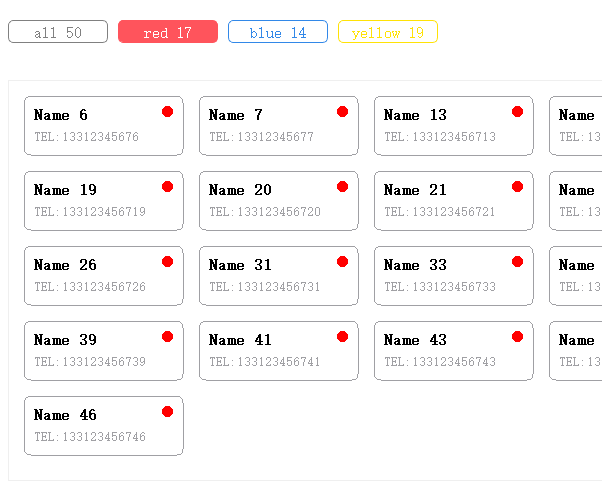 all 50
red 17
blue 14
yellow 19
Name 6
TEL:13312345676
Name 7
TEL:13312345677
Name 13
TEL:133123456713
Name
TEL:13
Name 19
TEL:133123456719
Name 20
TEL:133123456720
Name 21
TEL:133123456721
Name
TEL:13
Name 26
TEL:133123456726
Name 31
TEL:133123456731
Name 33
TEL:133123456733
Name
TEL:13
Name 39
TEL:133123456739
Name 41
TEL:133123456741
Name 43
TEL:133123456743
Name
TEL:13
Name 46
TEL:133123456746